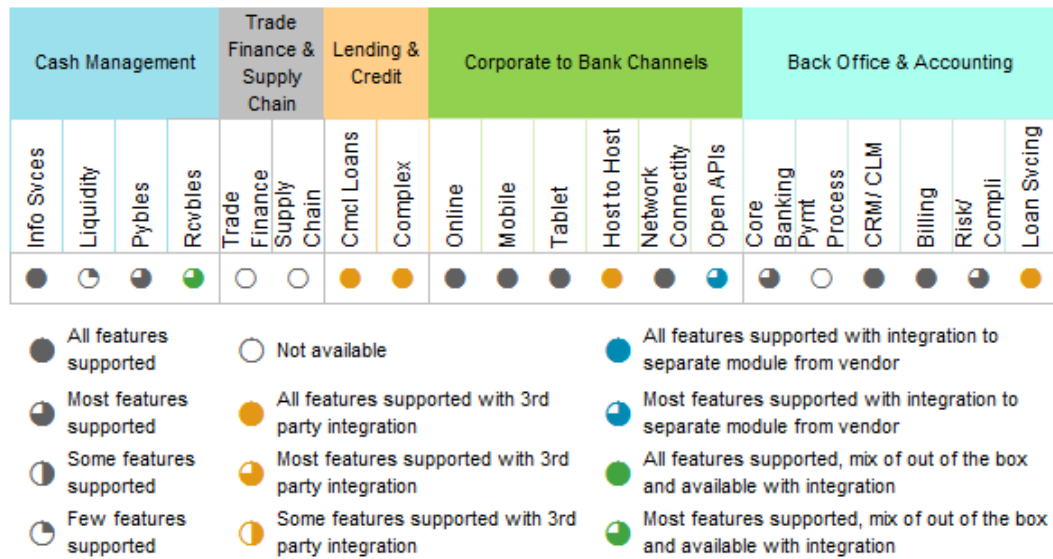 Cash Management
Trade
Finance &
Supply
Chain
Lending &
Credit
Corporate to Bank Channels
Back Office & Accounting
Info Svces
Liquidity
Pybles
Rcvbles
Trade
Finance
Supply
Chain
Cmcl Loans
Complex
Online
Mobile
Tablet
Host to Host
Network
Connectity
Open APIs
Core
Banking
Pymt
Process
CRM/ CLM
Billing
Risk/
Compli
Loan Svcing
All features
supported
Not available
All features supported with integration to
separate module from vendor
Most features
supported
All features supported with 3rd
party integration
Most features supported with integration to
separate module from vendor
Some features
supported
Most features supported with 3rd
party integration
All features supported, mix of out of the box
and available with integration
Few features
supported
Some features supported with 3rd
party integration
Most features supported, mix of out of the box
and available with integration